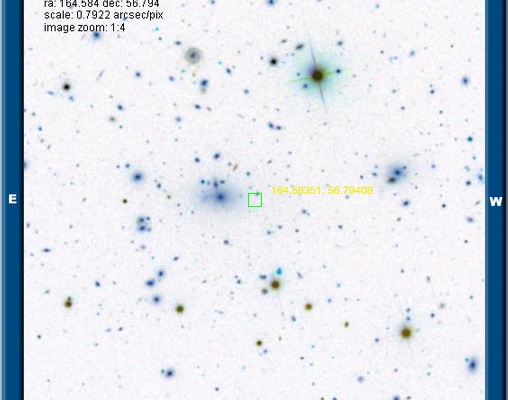 ra: 164.584 dec: 56.794
scale: 0.7922 arcsec/pix
image zoom: 1:4
164.58351, 56.79408
E
W